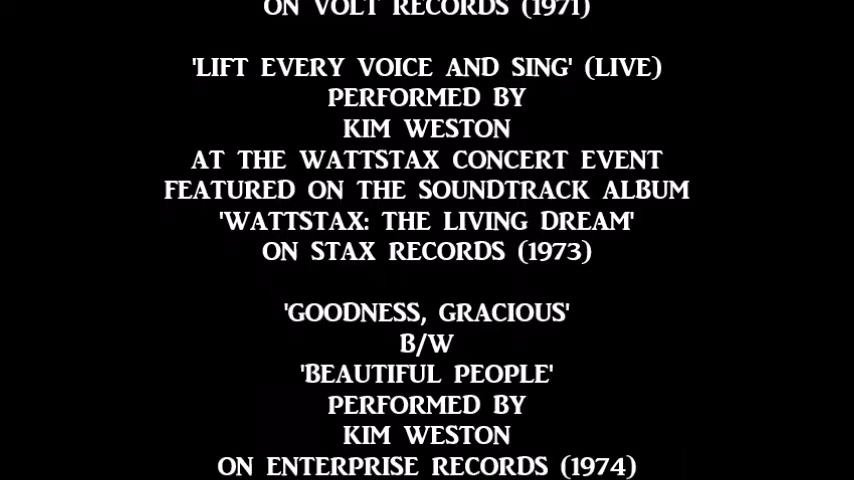 ON VOLT RECORDS (1971)
'LIFT EVERY VOICE AND SING' (LIVE)
PERFORMED BY
KIM WESTON
AT THE WATTSTAX CONCERT EVENT
FEATURED ON THE SOUNDTRACK ALBUM
'WATTSTAX: THE LIVING DREAM'
ON STAX RECORDS (1973)
'GOODNESS, GRACIOUS'
B/W
'BEAUTIFUL PEOPLE'
PERFORMED BY
KIM WESTON
ON ENTERPRISE RECORDS (1974)